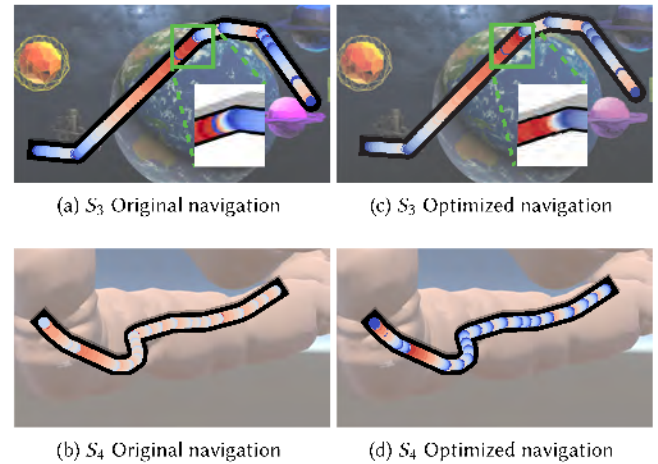 (a) S₃ Original navigation
(c) S₃ Optimized navigation
(b) S₄ Original navigation
(d) S₄ Optimized navigation